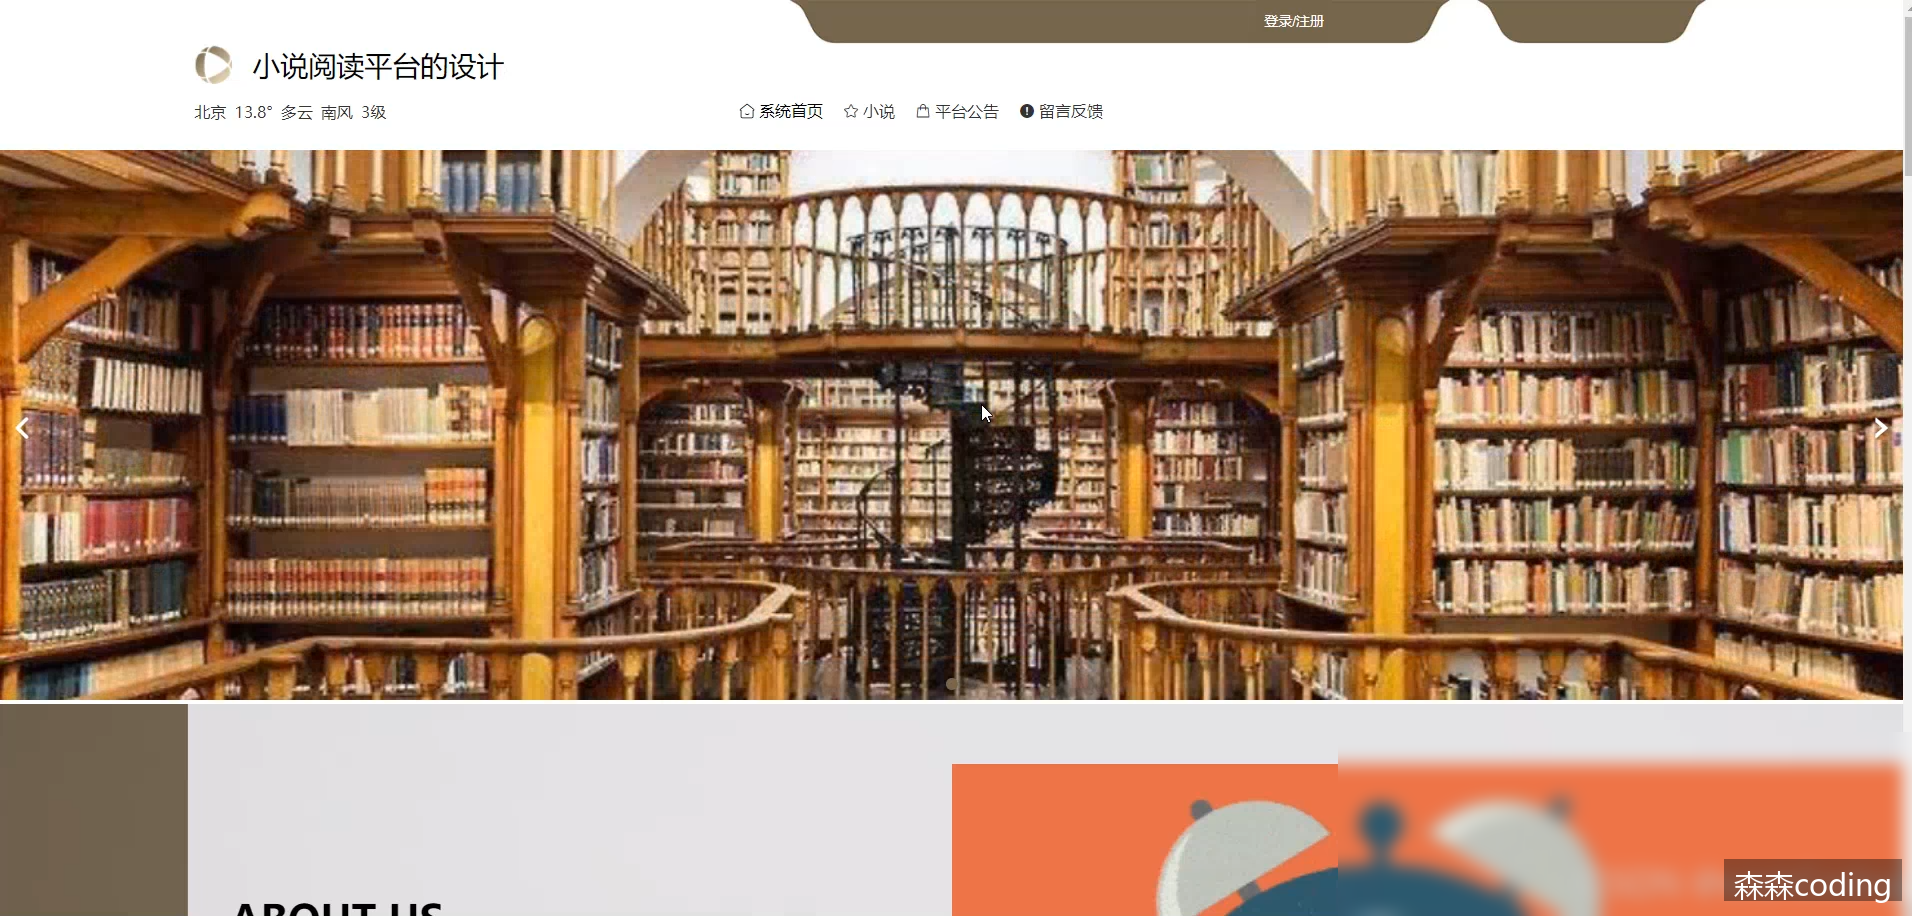 登录/注册
小说阅读平台的设计
北京 13.8° 多云 南风 3级
系统首页 小说 平台公告 留言反馈
ABOUT US
森森coding